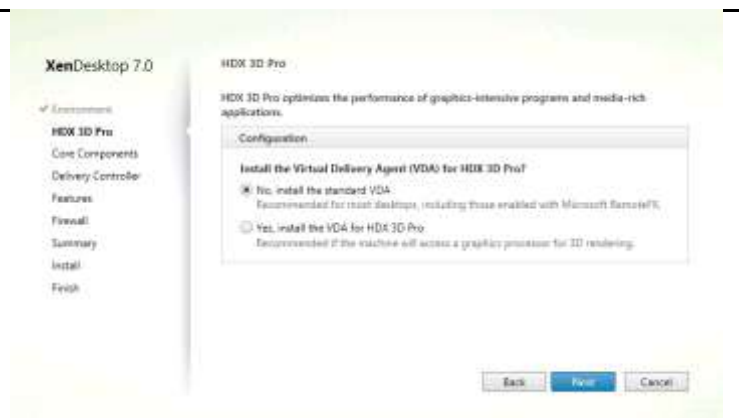 XenDesktop 7.0
HDX 3D Pro
HDX 3D Pro optimizes the performance of graphics-intensive programs and media-rich
applications.
Environment
HDX 3D Pro
Core Components
Delivery Controller
Features
Firewall
Summary
Install
Finish
Configuration
Install the Virtual Delivery Agent (VDA) for HDX 3D Pro?
No, install the standard VDA
Recommended for most desktops, including those enabled with Microsoft RemoteFX.
Yes, install the VDA for HDX 3D Pro
Recommended if the machine will access a graphics processor for 3D rendering.
Back
Next
Cancel